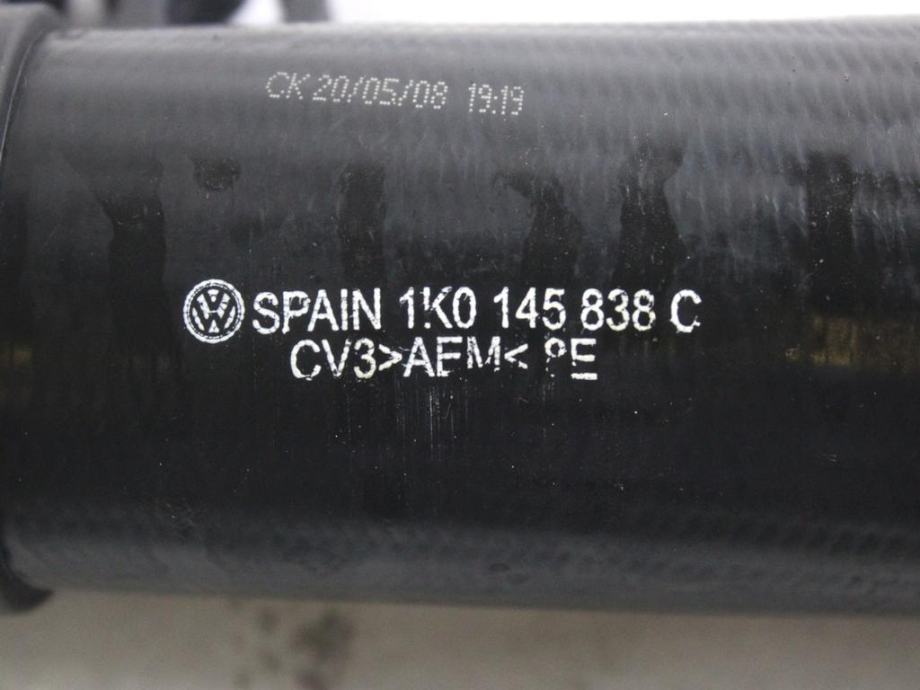 CK 20/05/08 19:19
SPAIN 1K0 145 838 C
CV3>AEM<